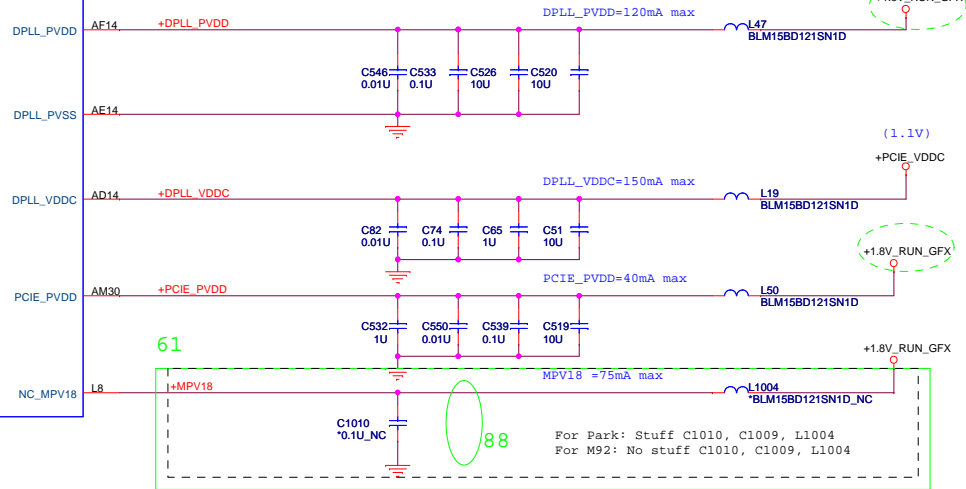 DPLL_PVDD AF14 +DPLL_PVDD DPLL_PVDD=120mA max L47
BLM15BD121SN1D
C546 C533 C526 C520
0.01U 0.1U 10U 10U
DPLL_PVSS AE14
(1.1V)
+PCIE_VDDC
DPLL_VDDC AD14 +DPLL_VDDC DPLL_VDDC=150mA max L19
BLM15BD121SN1D
C82 C74 C65 C51
0.01U 0.1U 1U 10U
+1.8V_RUN_GFX
PCIE_PVDD AM30 +PCIE_PVDD PCIE_PVDD=40mA max L50
BLM15BD121SN1D
C532 C550 C539 C519
1U 0.01U 0.1U 10U
61
+1.8V_RUN_GFX
NC_MPV18 L8 +MPV18 MPV18 =75mA max L1004
*BLM15BD121SN1D_NC
C1010
*0.1U_NC
88
For Park: Stuff C1010, C1009, L1004
For M92: No stuff C1010, C1009, L1004